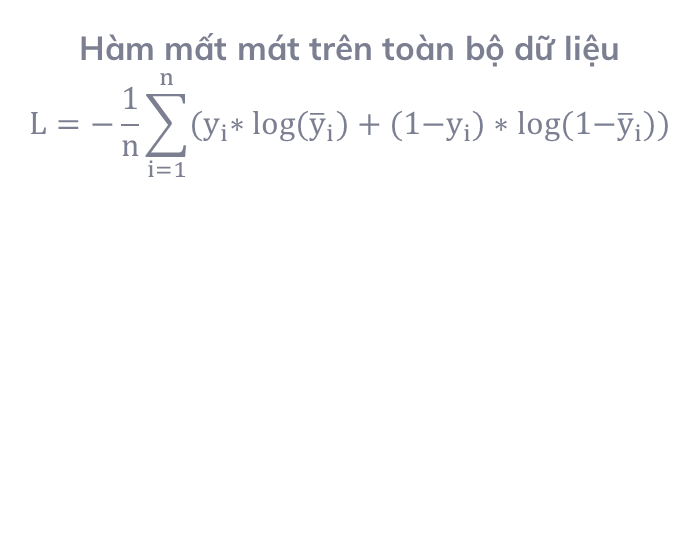 Hàm mất mát trên toàn bộ dữ liệu
L = − 1/n ∑_{i=1}^{n} (y_i * log(ȳ_i) + (1−y_i) * log(1−ȳ_i))